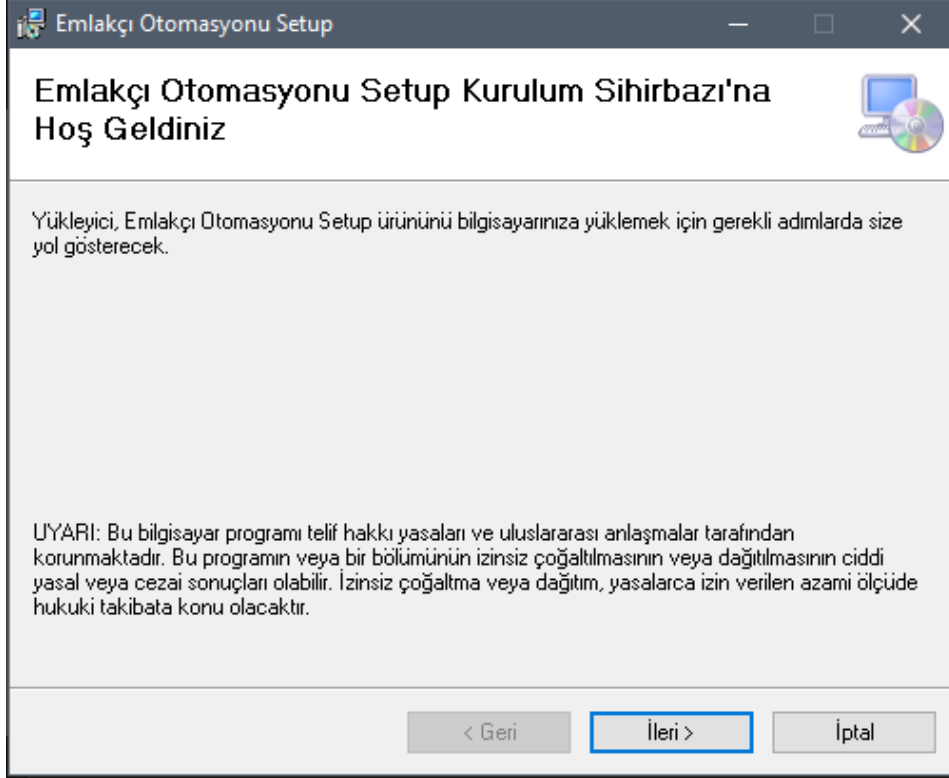 Emlakçı Otomasyonu Setup
Emlakçı Otomasyonu Setup Kurulum Sihirbazı'na
Hoş Geldiniz
Yükleyici, Emlakçı Otomasyonu Setup ürününü bilgisayarınıza yüklemek için gerekli adımlarda size
yol gösterecek.
UYARI: Bu bilgisayar programı telif hakkı yasaları ve uluslararası anlaşmalar tarafından
korunmaktadır. Bu programın veya bir bölümünün izinsiz çoğaltılmasının veya dağıtılmasının ciddi
yasal veya cezai sonuçları olabilir. İzinsiz çoğaltma veya dağıtım, yasalarca izin verilen azami ölçüde
hukuki takibata konu olacaktır.
< Geri
İleri >
İptal